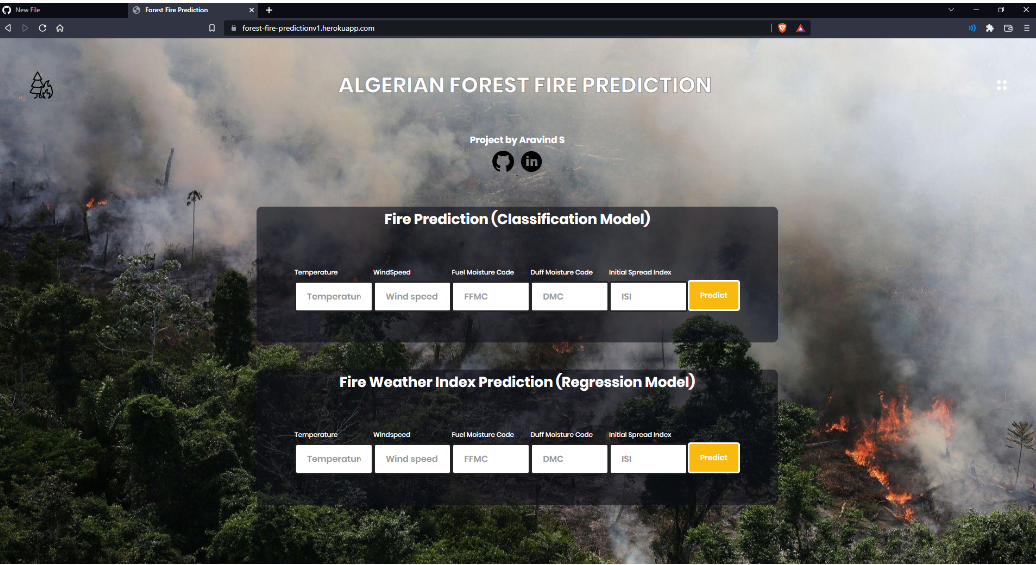 New File
Forest Fire Prediction
forest-fire-predictionv1.herokuapp.com
ALGERIAN FOREST FIRE PREDICTION
Project by Aravind S
in
Fire Prediction (Classification Model)
Temperature WindSpeed Fuel Moisture Code Duff Moisture Code Initial Spread Index
Temperatur Wind speed FFMC DMC ISI Predict
Fire Weather Index Prediction (Regression Model)
Temperature Windspeed Fuel Moisture Code Duff Moisture Code Initial Spread Index
Temperatur Wind speed FFMC DMC ISI Predict